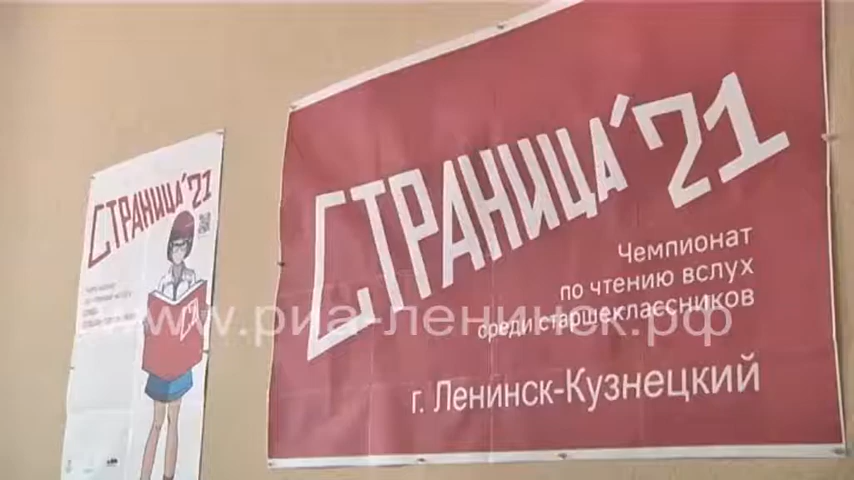 СТРАНИЦА'21
СТРАНИЦА'21
Чемпионат
по чтению вслух
среди старшеклассников
г. Ленинск-Кузнецкий
www.риа-ленинск.рф